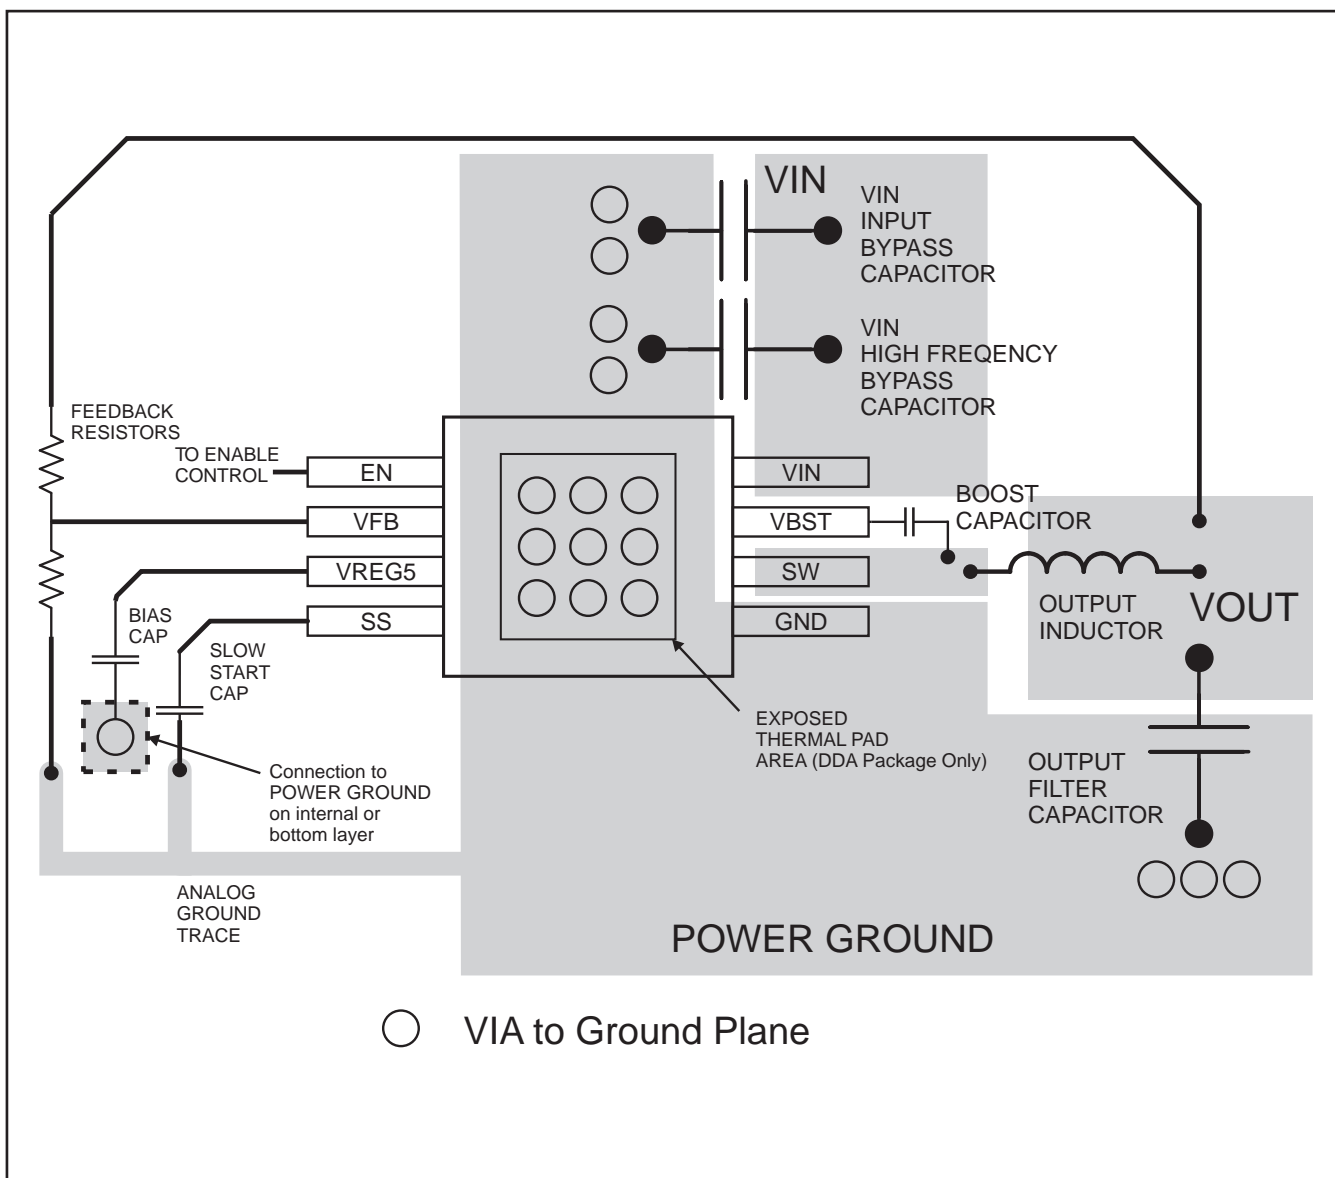 VIN
VIN
INPUT
BYPASS
CAPACITOR
VIN
HIGH FREQENCY
BYPASS
CAPACITOR
FEEDBACK
RESISTORS
TO ENABLE
CONTROL
EN
VFB
VREG5
SS
VIN
VBST
SW
GND
BOOST
CAPACITOR
OUTPUT
INDUCTOR
VOUT
BIAS
CAP
SLOW
START
CAP
EXPOSED
THERMAL PAD
AREA (DDA Package Only)
Connection to
POWER GROUND
on internal or
bottom layer
OUTPUT
FILTER
CAPACITOR
ANALOG
GROUND
TRACE
POWER GROUND
VIA to Ground Plane